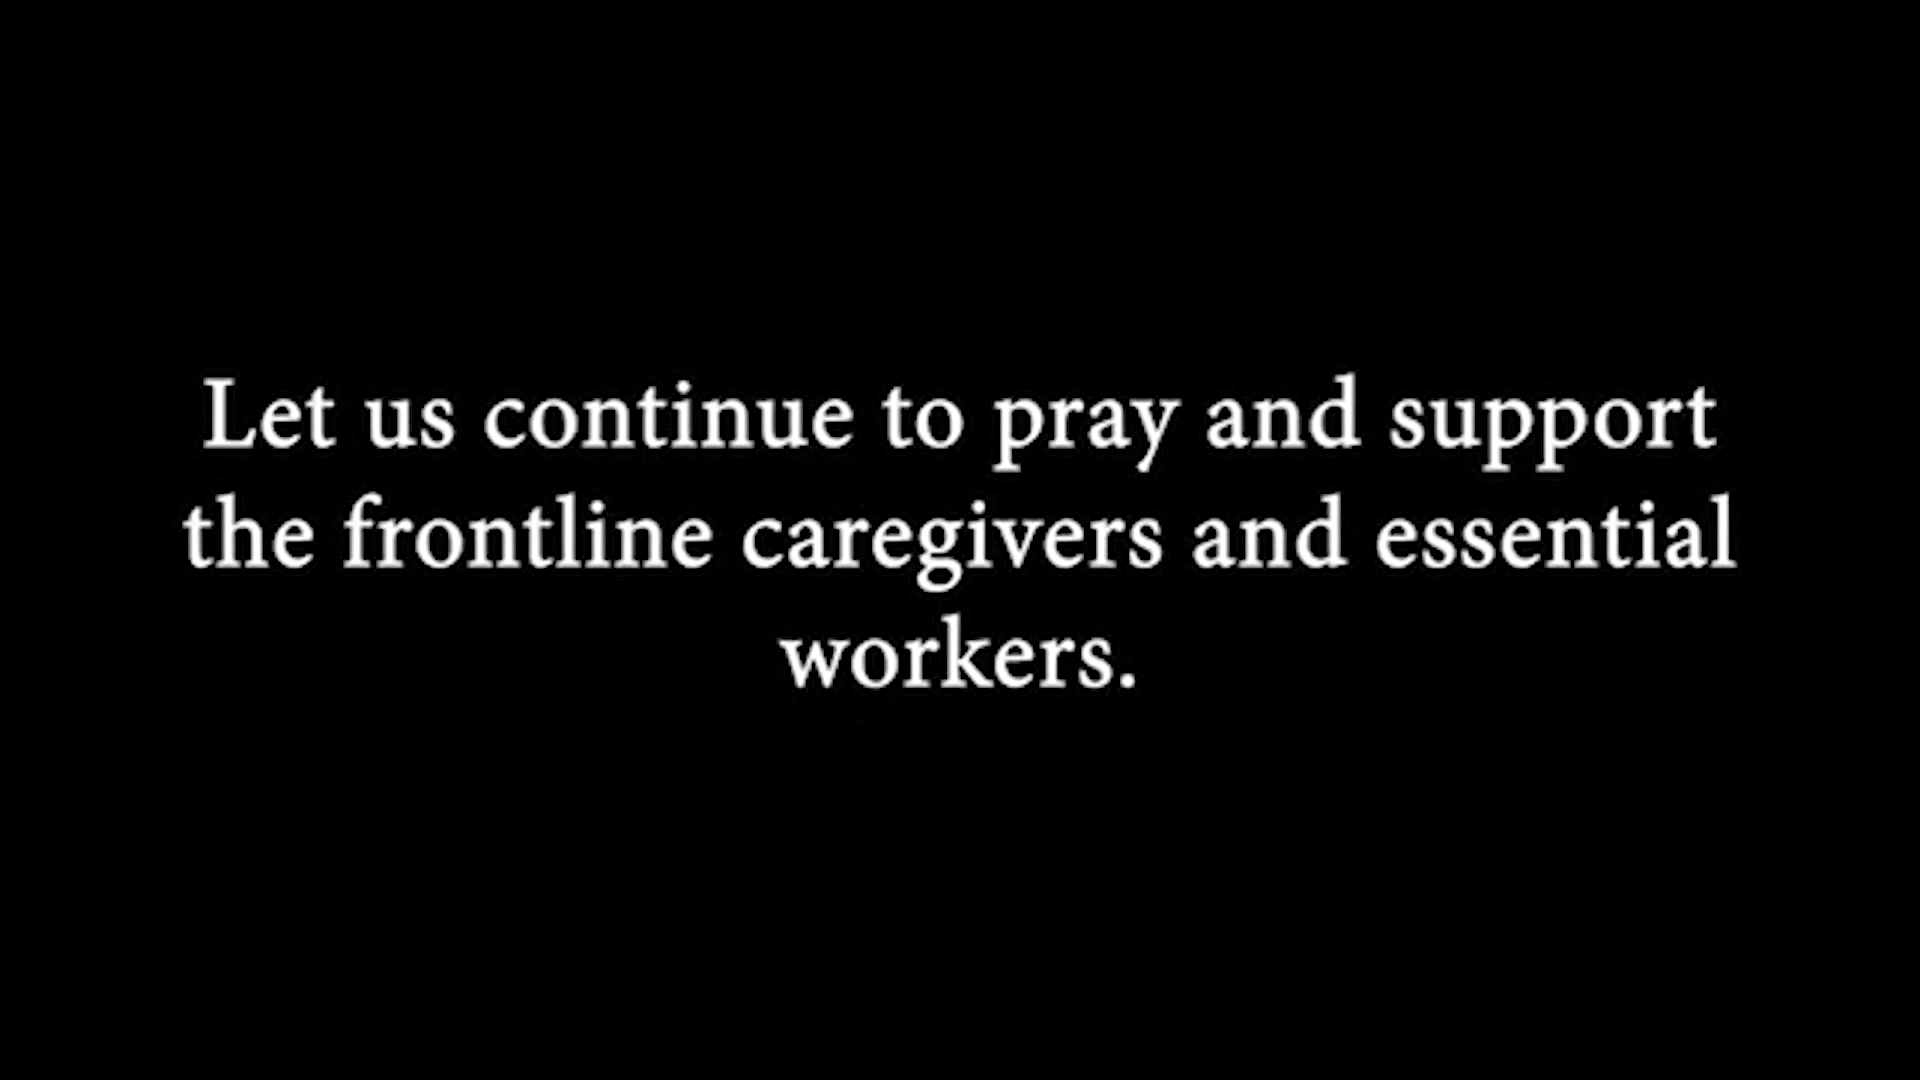 Let us continue to pray and support
the frontline caregivers and essential
workers.